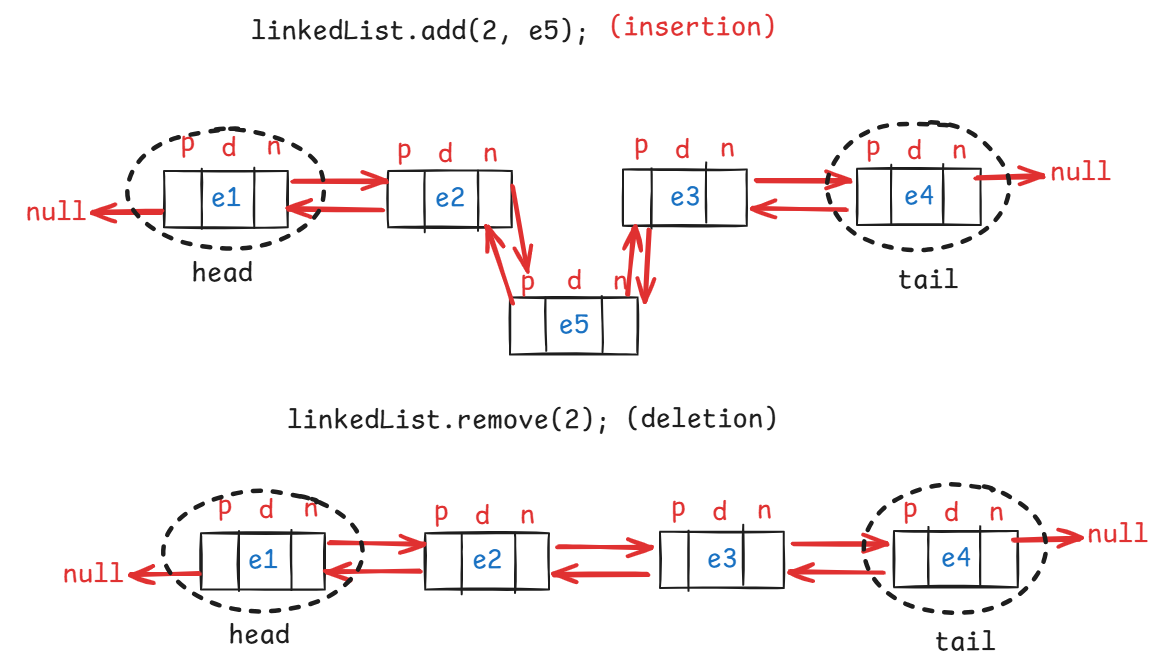 linkedList.add(2, e5); (insertion)
p d n p d n p d n p d n
null e1 e2 e3 e4 null
head tail
p d n
e5
linkedList.remove(2); (deletion)
p d n p d n p d n p d n
null e1 e2 e3 e4 null
head tail